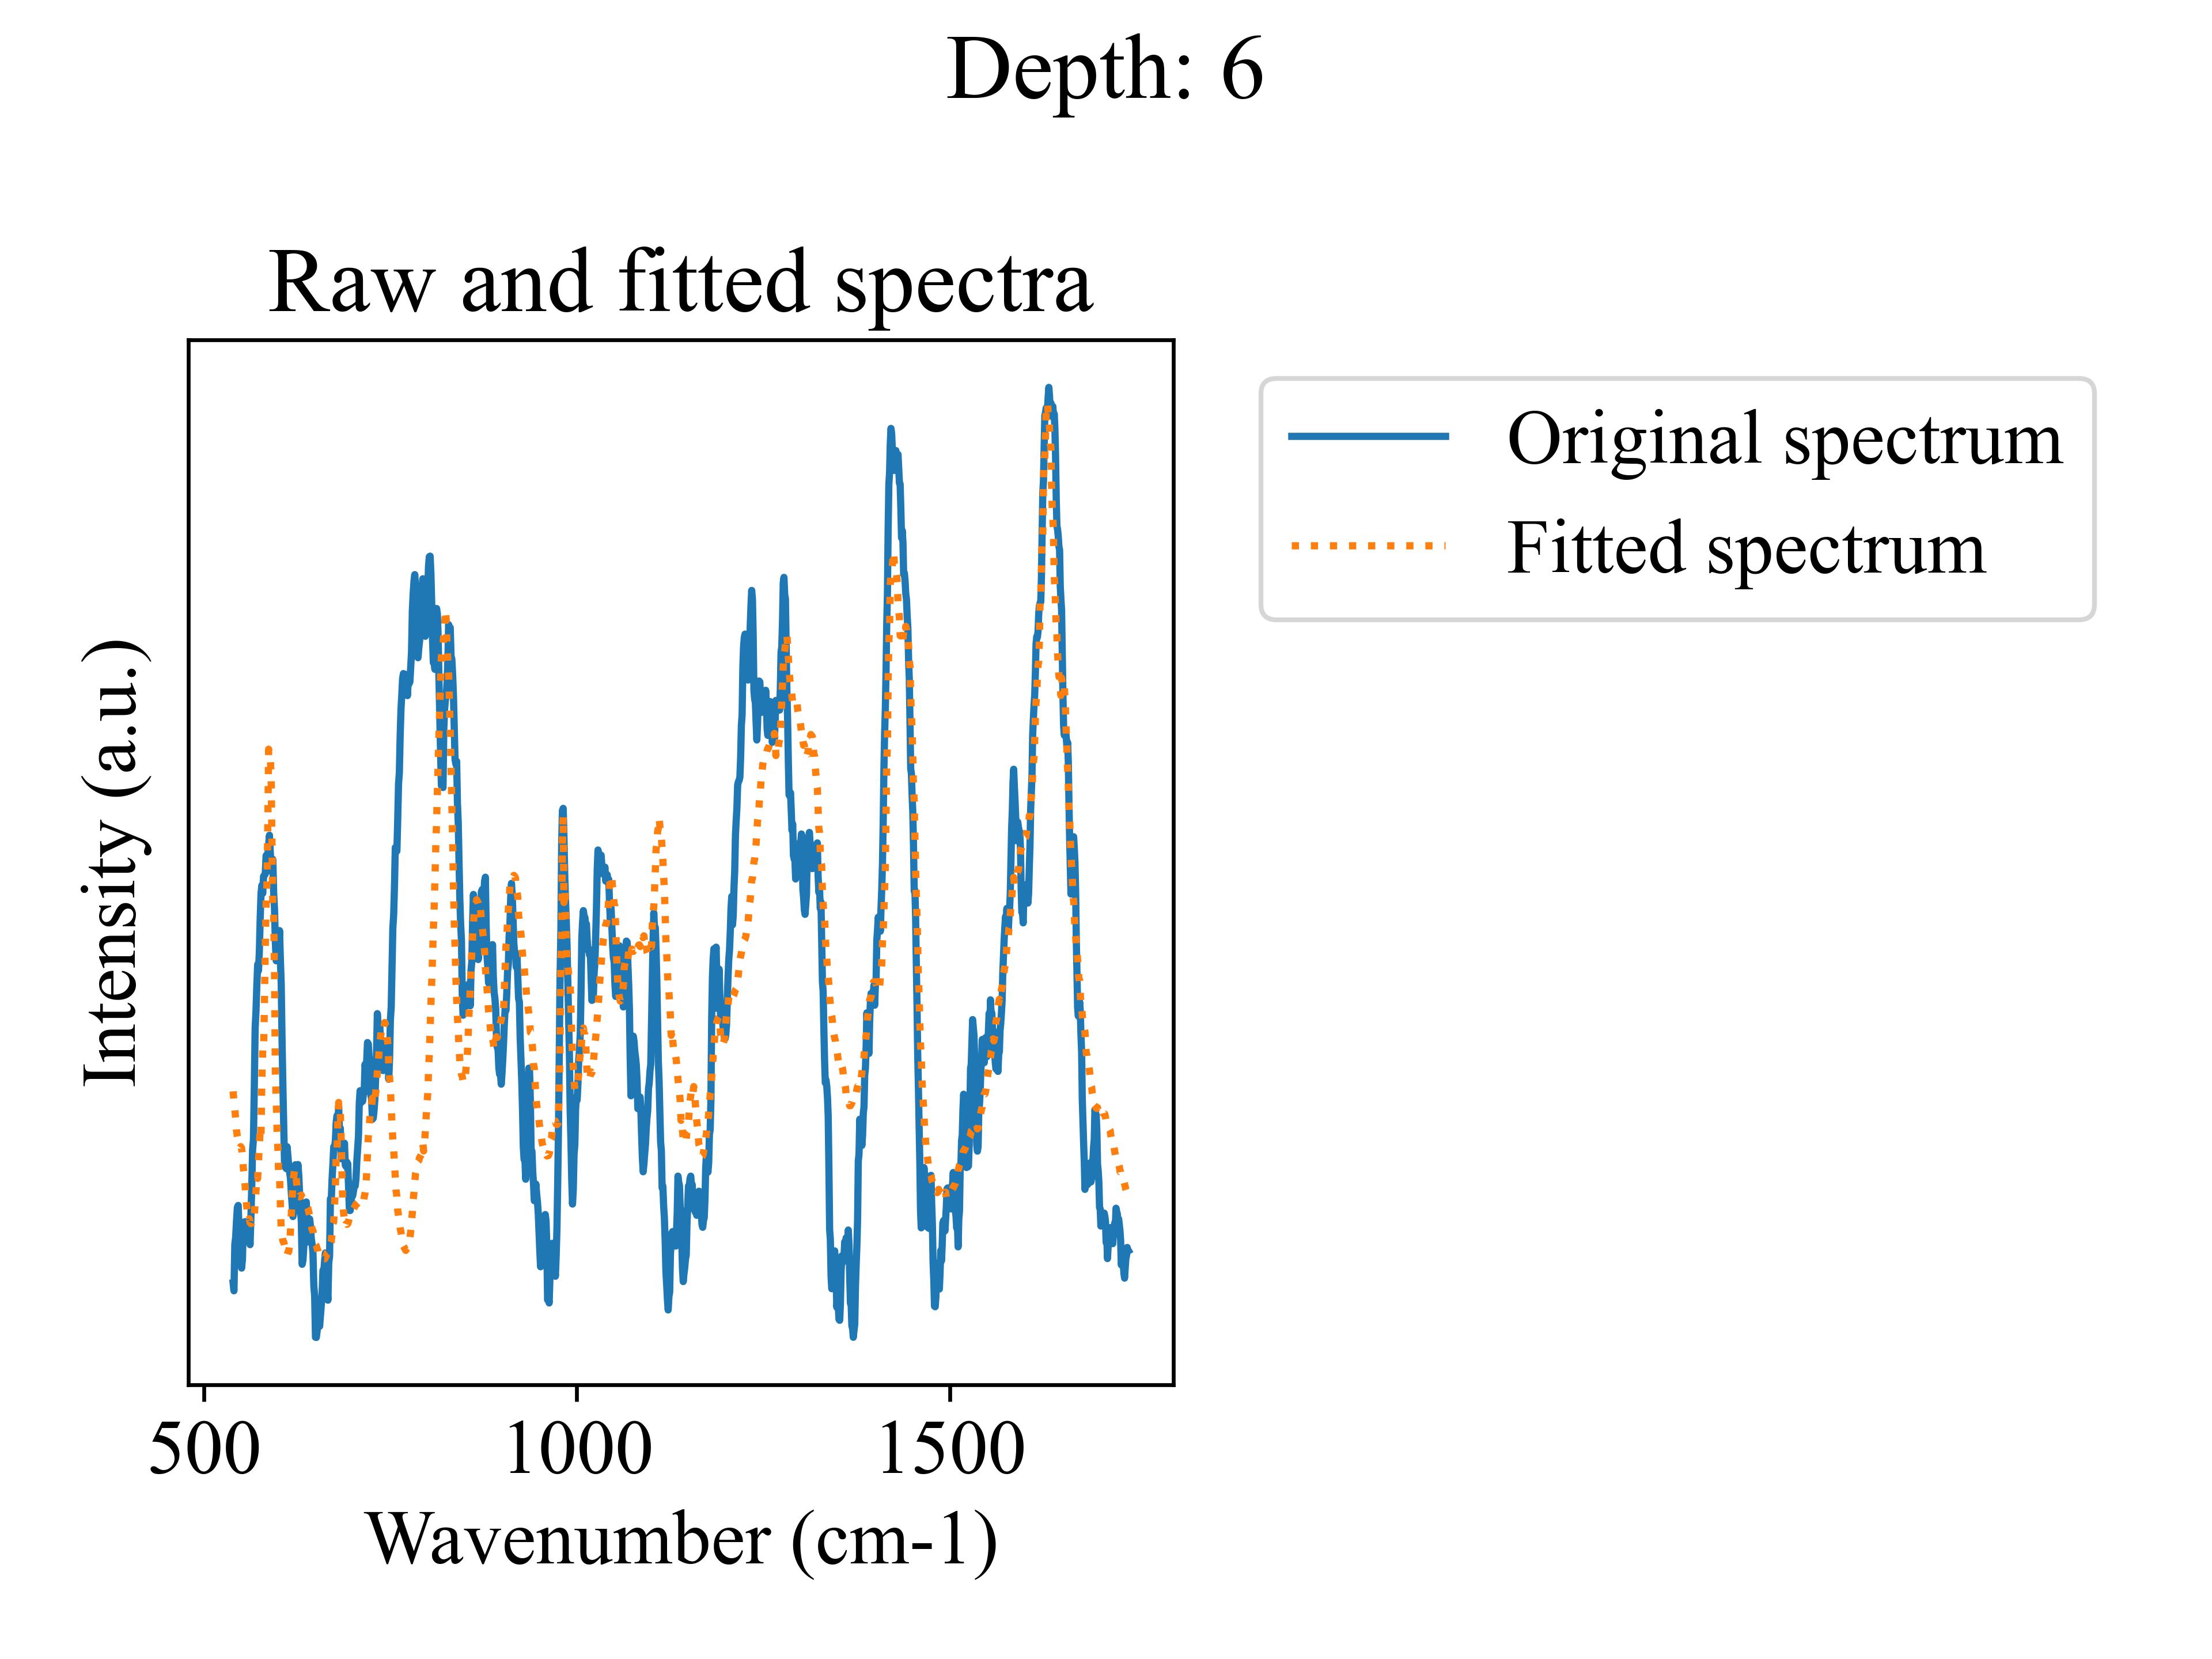 Depth: 6
Raw and fitted spectra
Original spectrum
Fitted spectrum
Intensity (a.u.)
500 1000 1500
Wavenumber (cm-1)